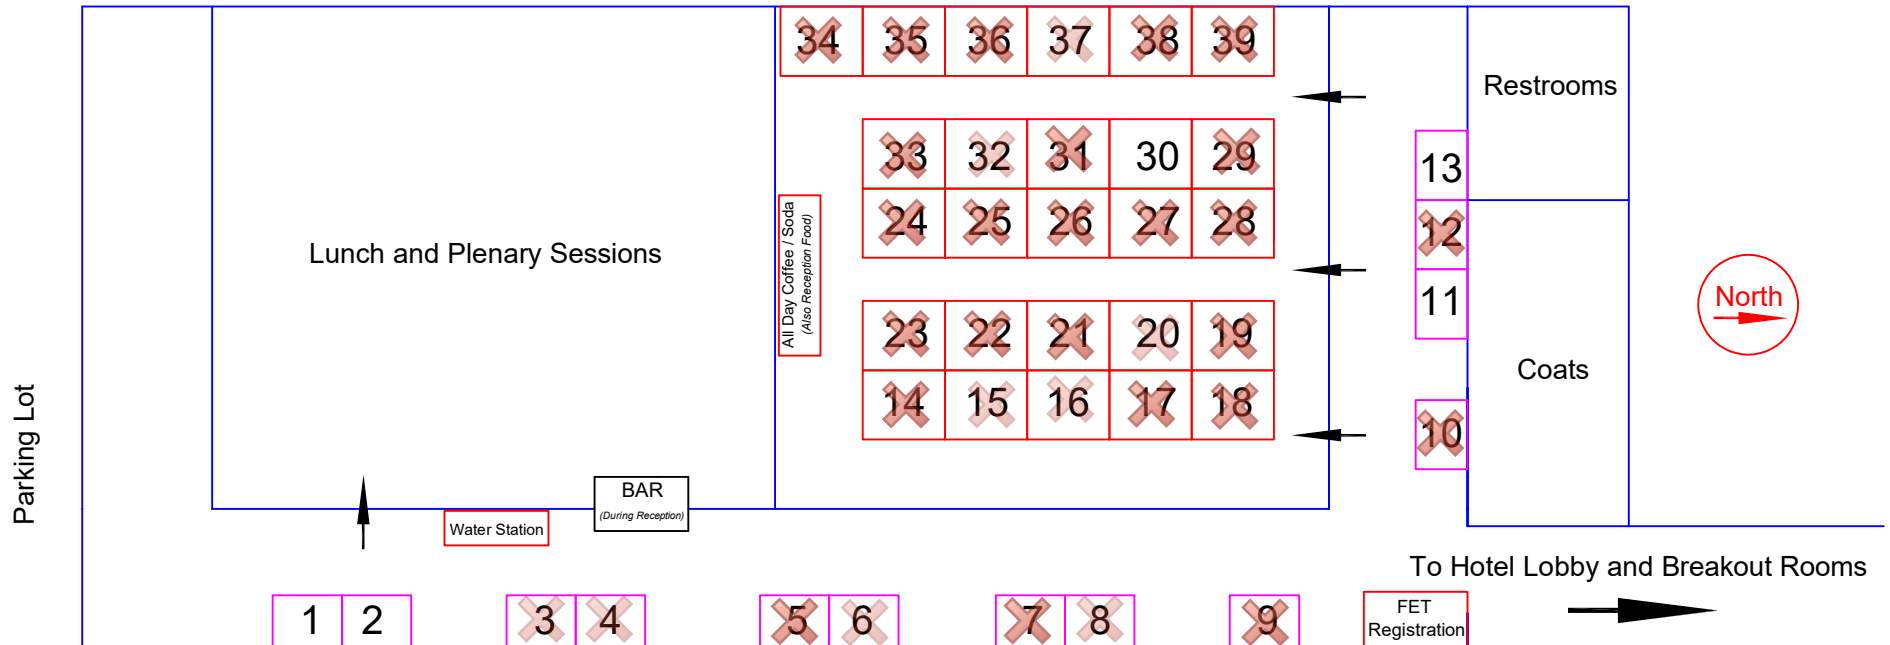 34 35 36 37 38 39
Restrooms
33 32 31 30 29
13
24 25 26 27 28
12
All Day Coffee / Soda
(Also Reception Food)
Lunch and Plenary Sessions
11
North
23 22 21 20 19
Coats
14 15 16 17 18
10
Parking Lot
BAR
(During Reception)
Water Station
To Hotel Lobby and Breakout Rooms
1 2 3 4 5 6 7 8 9
FET
Registration